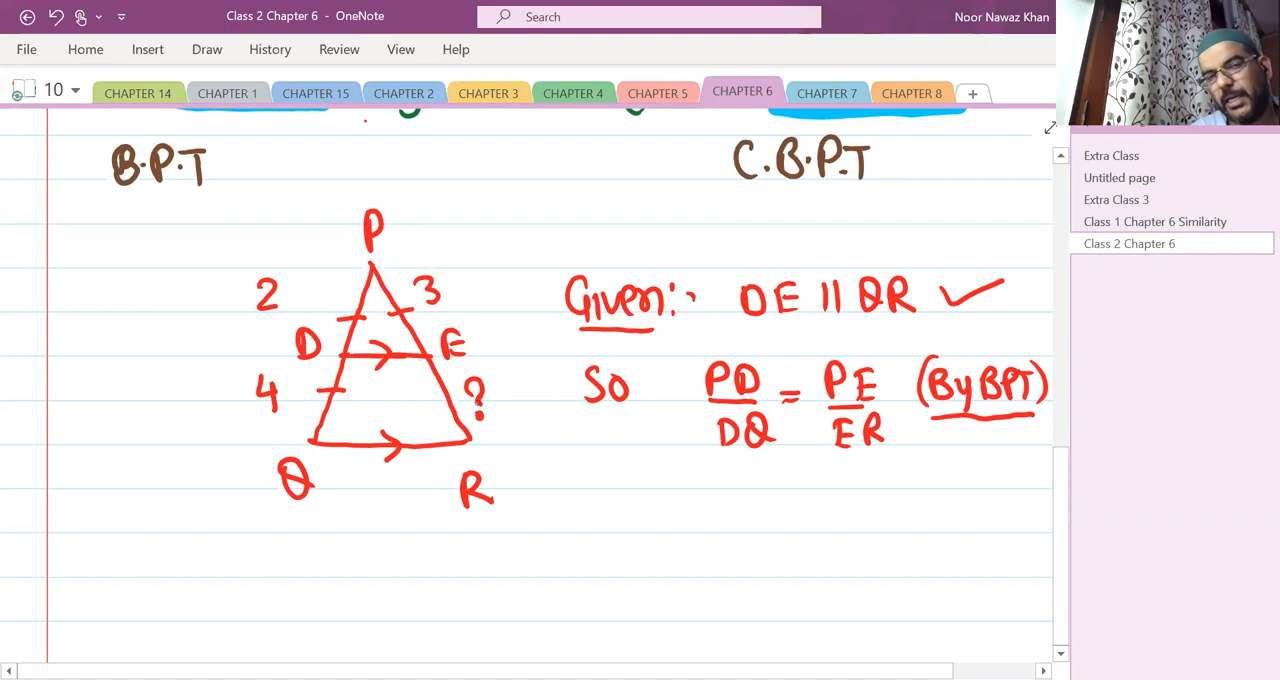 Class 2 Chapter 6 - OneNote
Search
Noor Nawaz Khan
File Home Insert Draw History Review View Help
10 CHAPTER 14 CHAPTER 1 CHAPTER 15 CHAPTER 2 CHAPTER 3 CHAPTER 4 CHAPTER 5 CHAPTER 6 CHAPTER 7 CHAPTER 8 +
B.P.T C.B.P.T
P
2 3
D E
4 ?
Q R
Given:- DE || QR ✓
So PD/DQ = PE/ER (By BPT)
Extra Class
Untitled page
Extra Class 3
Class 1 Chapter 6 Similarity
Class 2 Chapter 6